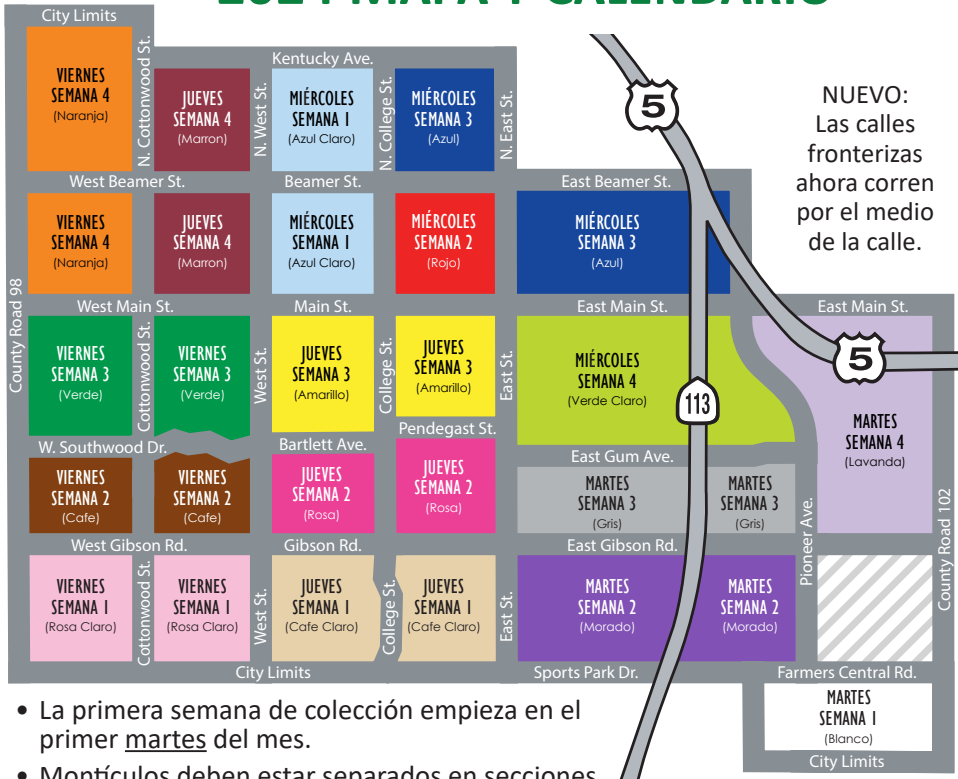 2024 MAPA Y CALENDARIO
City Limits
Kentucky Ave.
N. Cottonwood St.
N. West St.
N. College St.
N. East St.
VIERNES
SEMANA 4
(Naranja)
JUEVES
SEMANA 4
(Marron)
MIÉRCOLES
SEMANA 1
(Azul Claro)
MIÉRCOLES
SEMANA 3
(Azul)
5
NUEVO:
Las calles
fronterizas
ahora corren
por el medio
de la calle.
West Beamer St.
Beamer St.
East Beamer St.
VIERNES
SEMANA 4
(Naranja)
JUEVES
SEMANA 4
(Marron)
MIÉRCOLES
SEMANA 1
(Azul Claro)
MIÉRCOLES
SEMANA 2
(Rojo)
MIÉRCOLES
SEMANA 3
(Azul)
County Road 98
West Main St.
Main St.
East Main St.
East Main St.
VIERNES
SEMANA 3
(Verde)
Cottonwood St.
VIERNES
SEMANA 3
(Verde)
West St.
JUEVES
SEMANA 3
(Amarillo)
College St.
JUEVES
SEMANA 3
(Amarillo)
East St.
MIÉRCOLES
SEMANA 4
(Verde Claro)
113
5
MARTES
SEMANA 4
(Lavanda)
W. Southwood Dr.
Bartlett Ave.
Pendegast St.
East Gum Ave.
VIERNES
SEMANA 2
(Cafe)
VIERNES
SEMANA 2
(Cafe)
JUEVES
SEMANA 2
(Rosa)
JUEVES
SEMANA 2
(Rosa)
MARTES
SEMANA 3
(Gris)
MARTES
SEMANA 3
(Gris)
Pioneer Ave.
County Road 102
West Gibson Rd.
Gibson Rd.
East Gibson Rd.
VIERNES
SEMANA 1
(Rosa Claro)
Cottonwood St.
VIERNES
SEMANA 1
(Rosa Claro)
West St.
JUEVES
SEMANA 1
(Cafe Claro)
College St.
JUEVES
SEMANA 1
(Cafe Claro)
East St.
MARTES
SEMANA 2
(Morado)
MARTES
SEMANA 2
(Morado)
City Limits
Sports Park Dr.
Farmers Central Rd.
MARTES
SEMANA 1
(Blanco)
City Limits
• La primera semana de colección empieza en el
primer martes del mes.
• Montículos deben estar separados en secciones